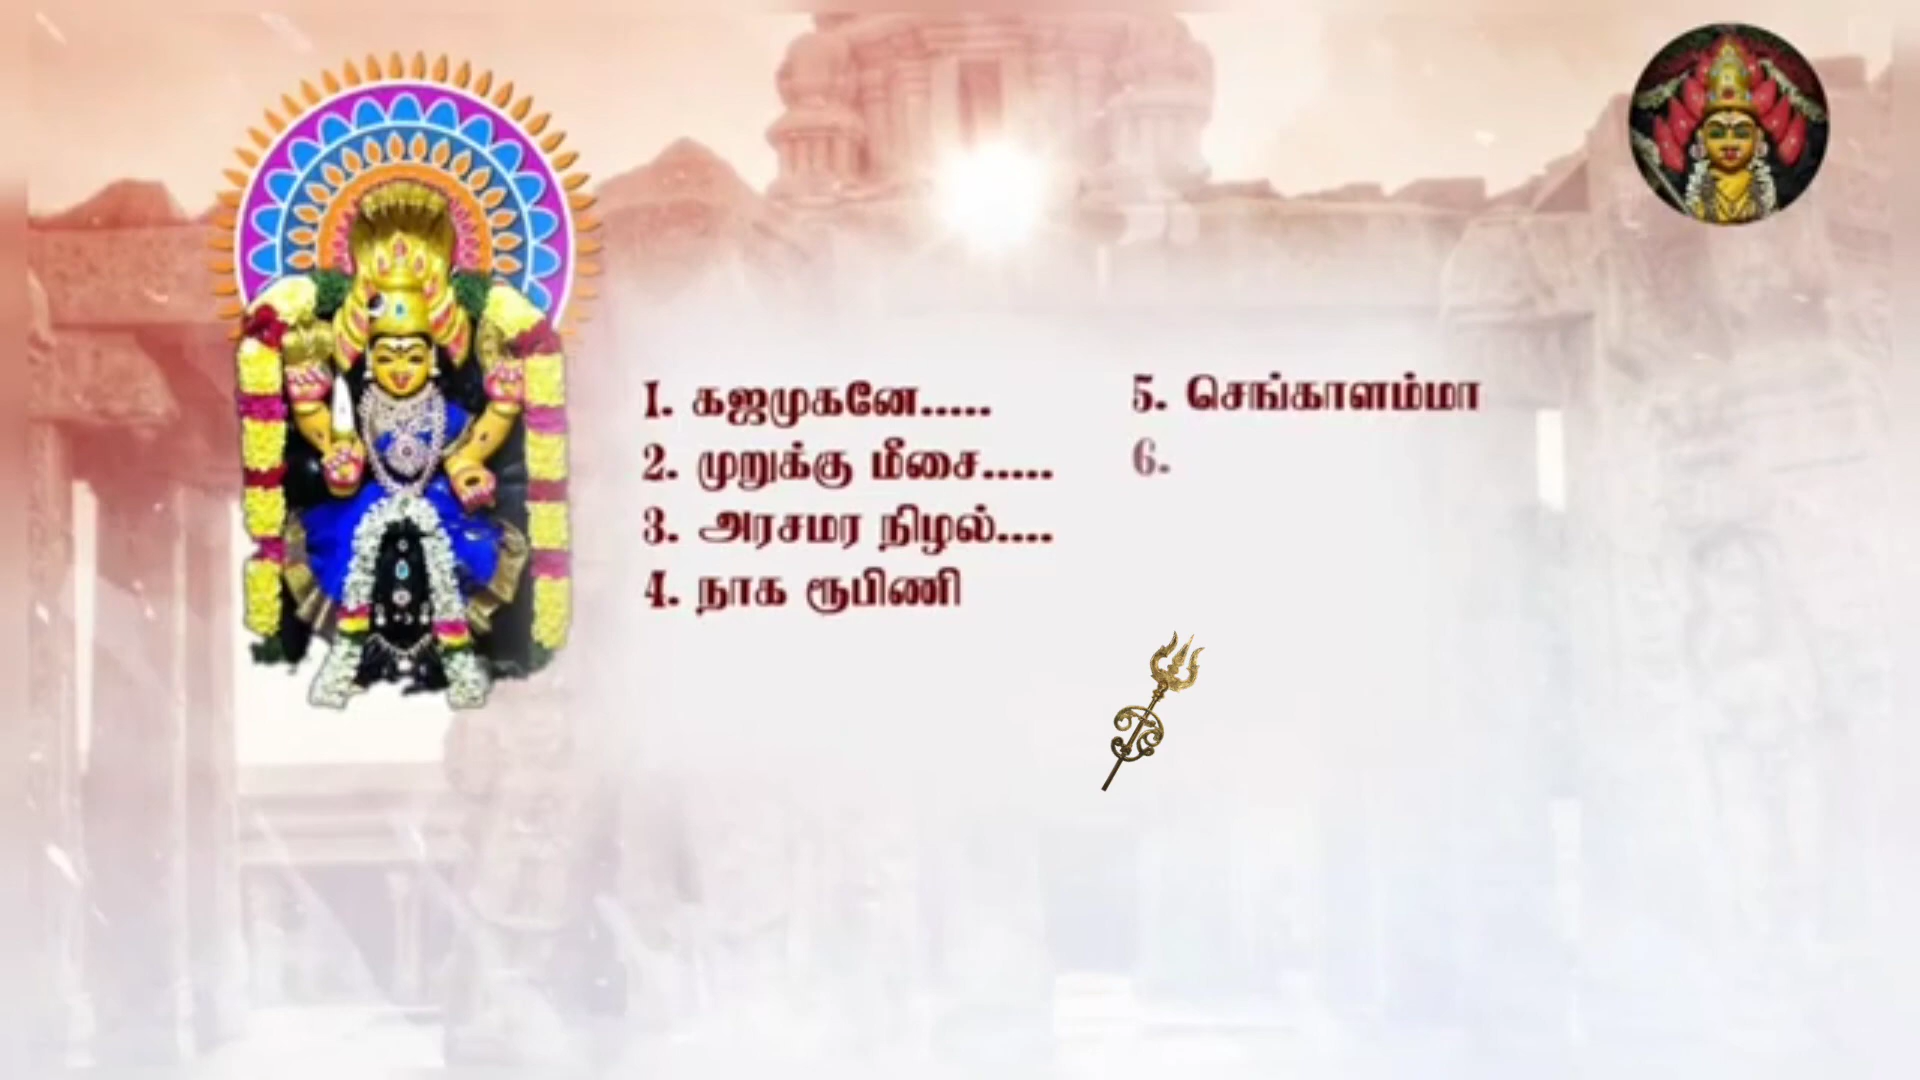 1. கஜமுகனே.....
2. முறுக்கு மீசை.....
3. அரசமர நிழல்....
4. நாக ரூபிணி
5. செங்காளம்மா
6.